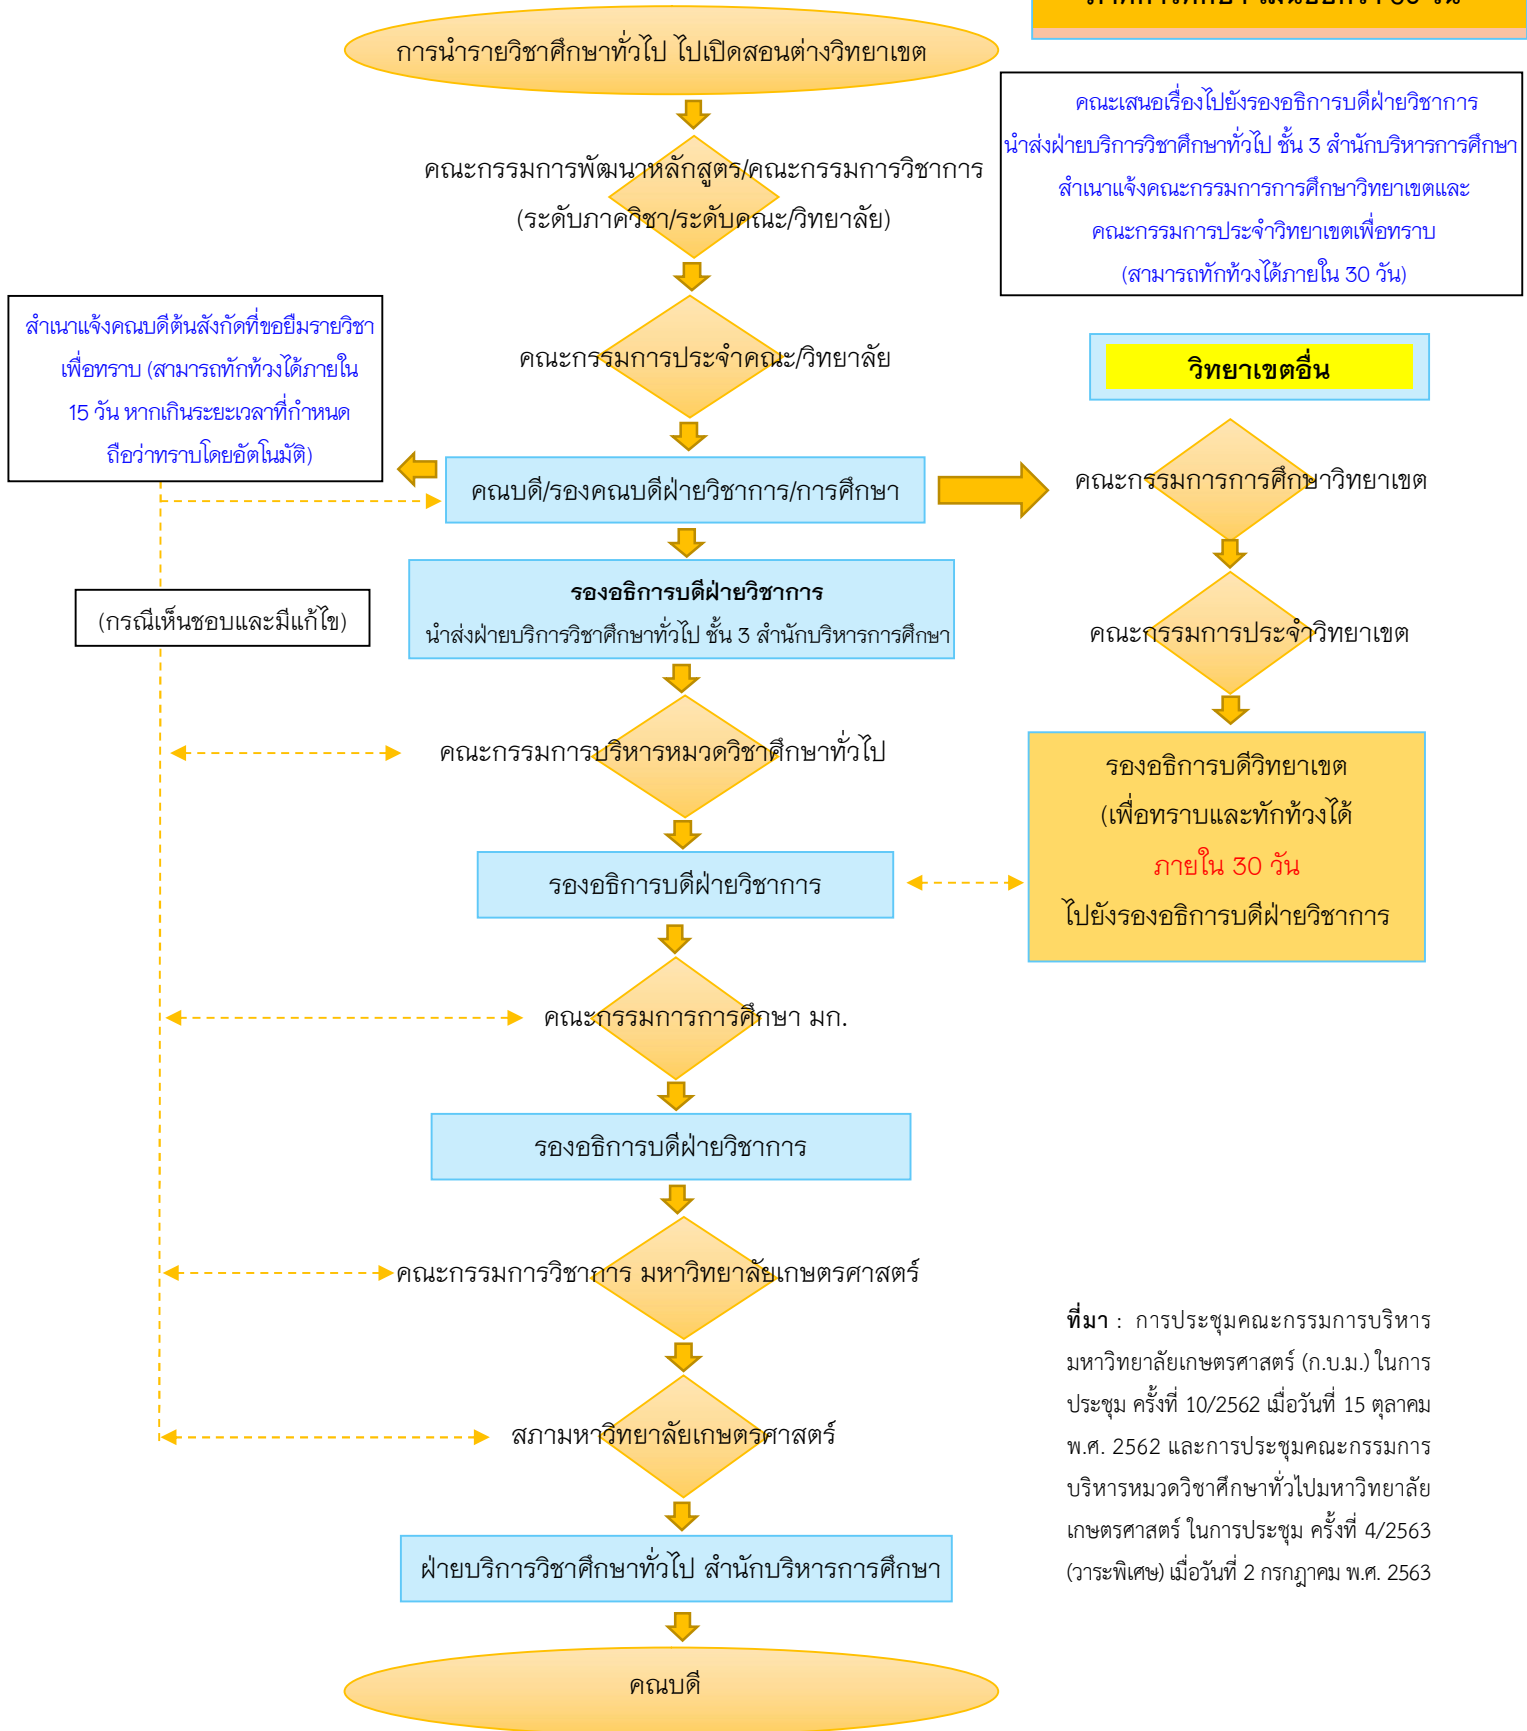 การนำรายวิชาศึกษาทั่วไป ไปเปิดสอนต่างวิทยาเขต
คณะเสนอเรื่องไปยังรองอธิการบดีฝ่ายวิชาการ
นำส่งฝ่ายบริการวิชาศึกษาทั่วไป ชั้น 3 สำนักบริหารการศึกษา
สำเนาแจ้งคณะกรรมการการศึกษาวิทยาเขตและ
คณะกรรมการประจำวิทยาเขตเพื่อทราบ
(สามารถทักท้วงได้ภายใน 30 วัน)
คณะกรรมการพัฒนาหลักสูตร/คณะกรรมการวิชาการ
(ระดับภาควิชา/ระดับคณะ/วิทยาลัย)
คณะกรรมการประจำคณะ/วิทยาลัย
สำเนาแจ้งคณบดีต้นสังกัดที่ขอยืมรายวิชา
เพื่อทราบ (สามารถทักท้วงได้ภายใน
15 วัน หากเกินระยะเวลาที่กำหนด
ถือว่าทราบโดยอัตโนมัติ)
คณบดี/รองคณบดีฝ่ายวิชาการ/การศึกษา
(กรณีเห็นชอบและมีแก้ไข)
รองอธิการบดีฝ่ายวิชาการ
นำส่งฝ่ายบริการวิชาศึกษาทั่วไป ชั้น 3 สำนักบริหารการศึกษา
วิทยาเขตอื่น
คณะกรรมการการศึกษาวิทยาเขต
คณะกรรมการประจำวิทยาเขต
รองอธิการบดีวิทยาเขต
(เพื่อทราบและทักท้วงได้
ภายใน 30 วัน
ไปยังรองอธิการบดีฝ่ายวิชาการ
คณะกรรมการบริหารหมวดวิชาศึกษาทั่วไป
รองอธิการบดีฝ่ายวิชาการ
คณะกรรมการการศึกษา มก.
รองอธิการบดีฝ่ายวิชาการ
คณะกรรมการวิชาการ มหาวิทยาลัยเกษตรศาสตร์
สภามหาวิทยาลัยเกษตรศาสตร์
ฝ่ายบริการวิชาศึกษาทั่วไป สำนักบริหารการศึกษา
คณบดี
ที่มา : การประชุมคณะกรรมการบริหาร
มหาวิทยาลัยเกษตรศาสตร์ (ก.บ.ม.) ในการ
ประชุม ครั้งที่ 10/2562 เมื่อวันที่ 15 ตุลาคม
พ.ศ. 2562 และการประชุมคณะกรรมการ
บริหารหมวดวิชาศึกษาทั่วไปมหาวิทยาลัย
เกษตรศาสตร์ ในการประชุม ครั้งที่ 4/2563
(วาระพิเศษ) เมื่อวันที่ 2 กรกฎาคม พ.ศ. 2563